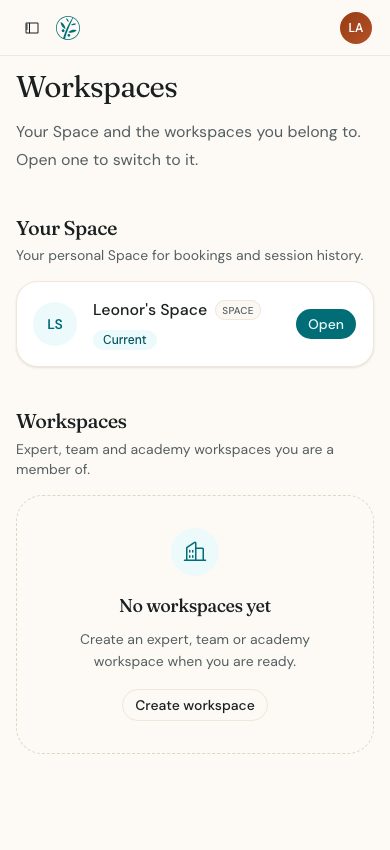 LA
Workspaces
Your Space and the workspaces you belong to.
Open one to switch to it.
Your Space
Your personal Space for bookings and session history.
LS
Leonor's Space
SPACE
Current
Open
Workspaces
Expert, team and academy workspaces you are a
member of.
No workspaces yet
Create an expert, team or academy
workspace when you are ready.
Create workspace